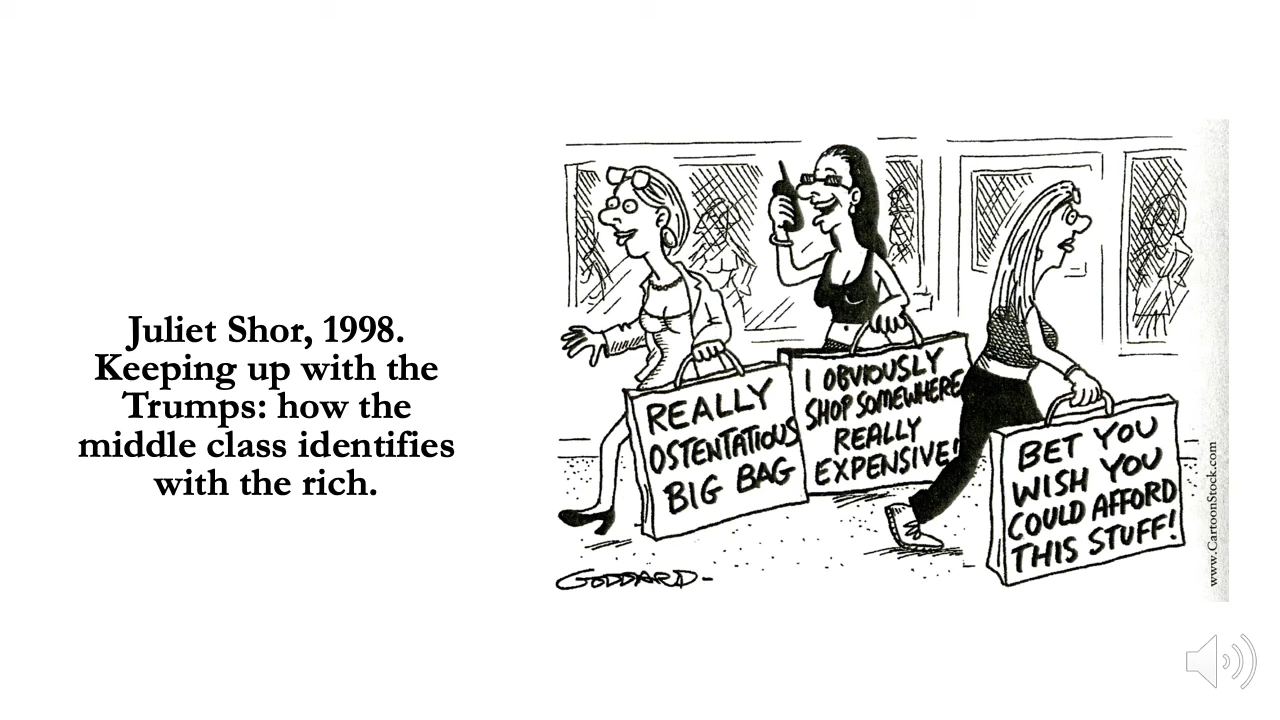 Juliet Shor, 1998.
Keeping up with the
Trumps: how the
middle class identifies
with the rich.
REALLY
OSTENTATIOUS
BIG BAG
I OBVIOUSLY
SHOP SOMEWHERE
REALLY
EXPENSIVE!
BET YOU
WISH YOU
COULD AFFORD
THIS STUFF!
GODDARD-
www.CartoonStock.com